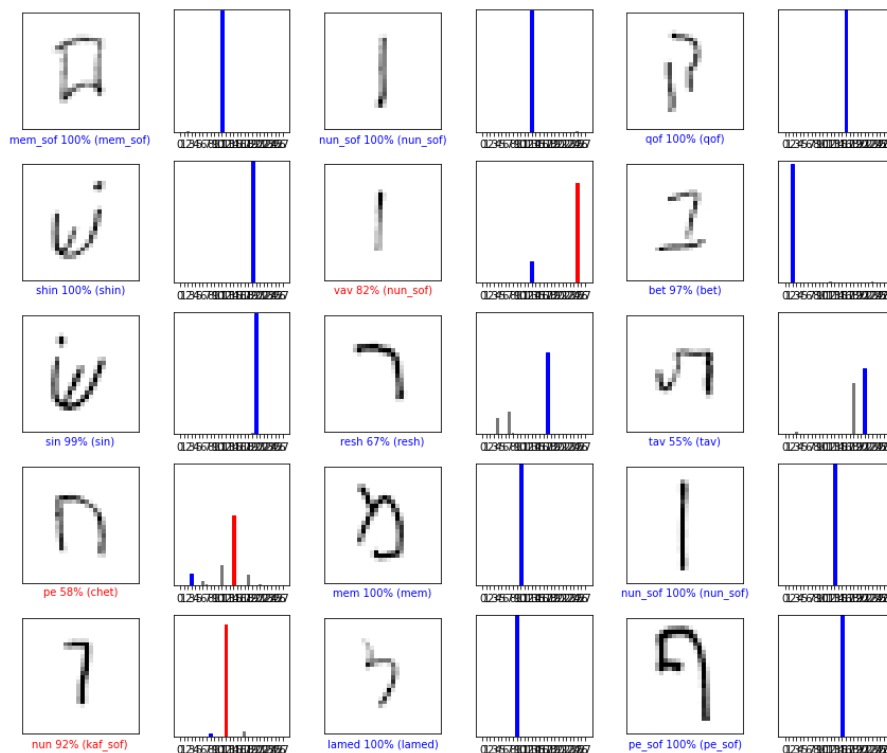 ם ן ק
mem_sof 100% (mem_sof) nun_sof 100% (nun_sof) qof 100% (qof)
שׁ ן ב
shin 100% (shin) vav 82% (nun_sof) bet 97% (bet)
שׂ ר ת
sin 99% (sin) resh 67% (resh) tav 55% (tav)
ח מ ן
pe 58% (chet) mem 100% (mem) nun_sof 100% (nun_sof)
ך ל ף
nun 92% (kaf_sof) lamed 100% (lamed) pe_sof 100% (pe_sof)